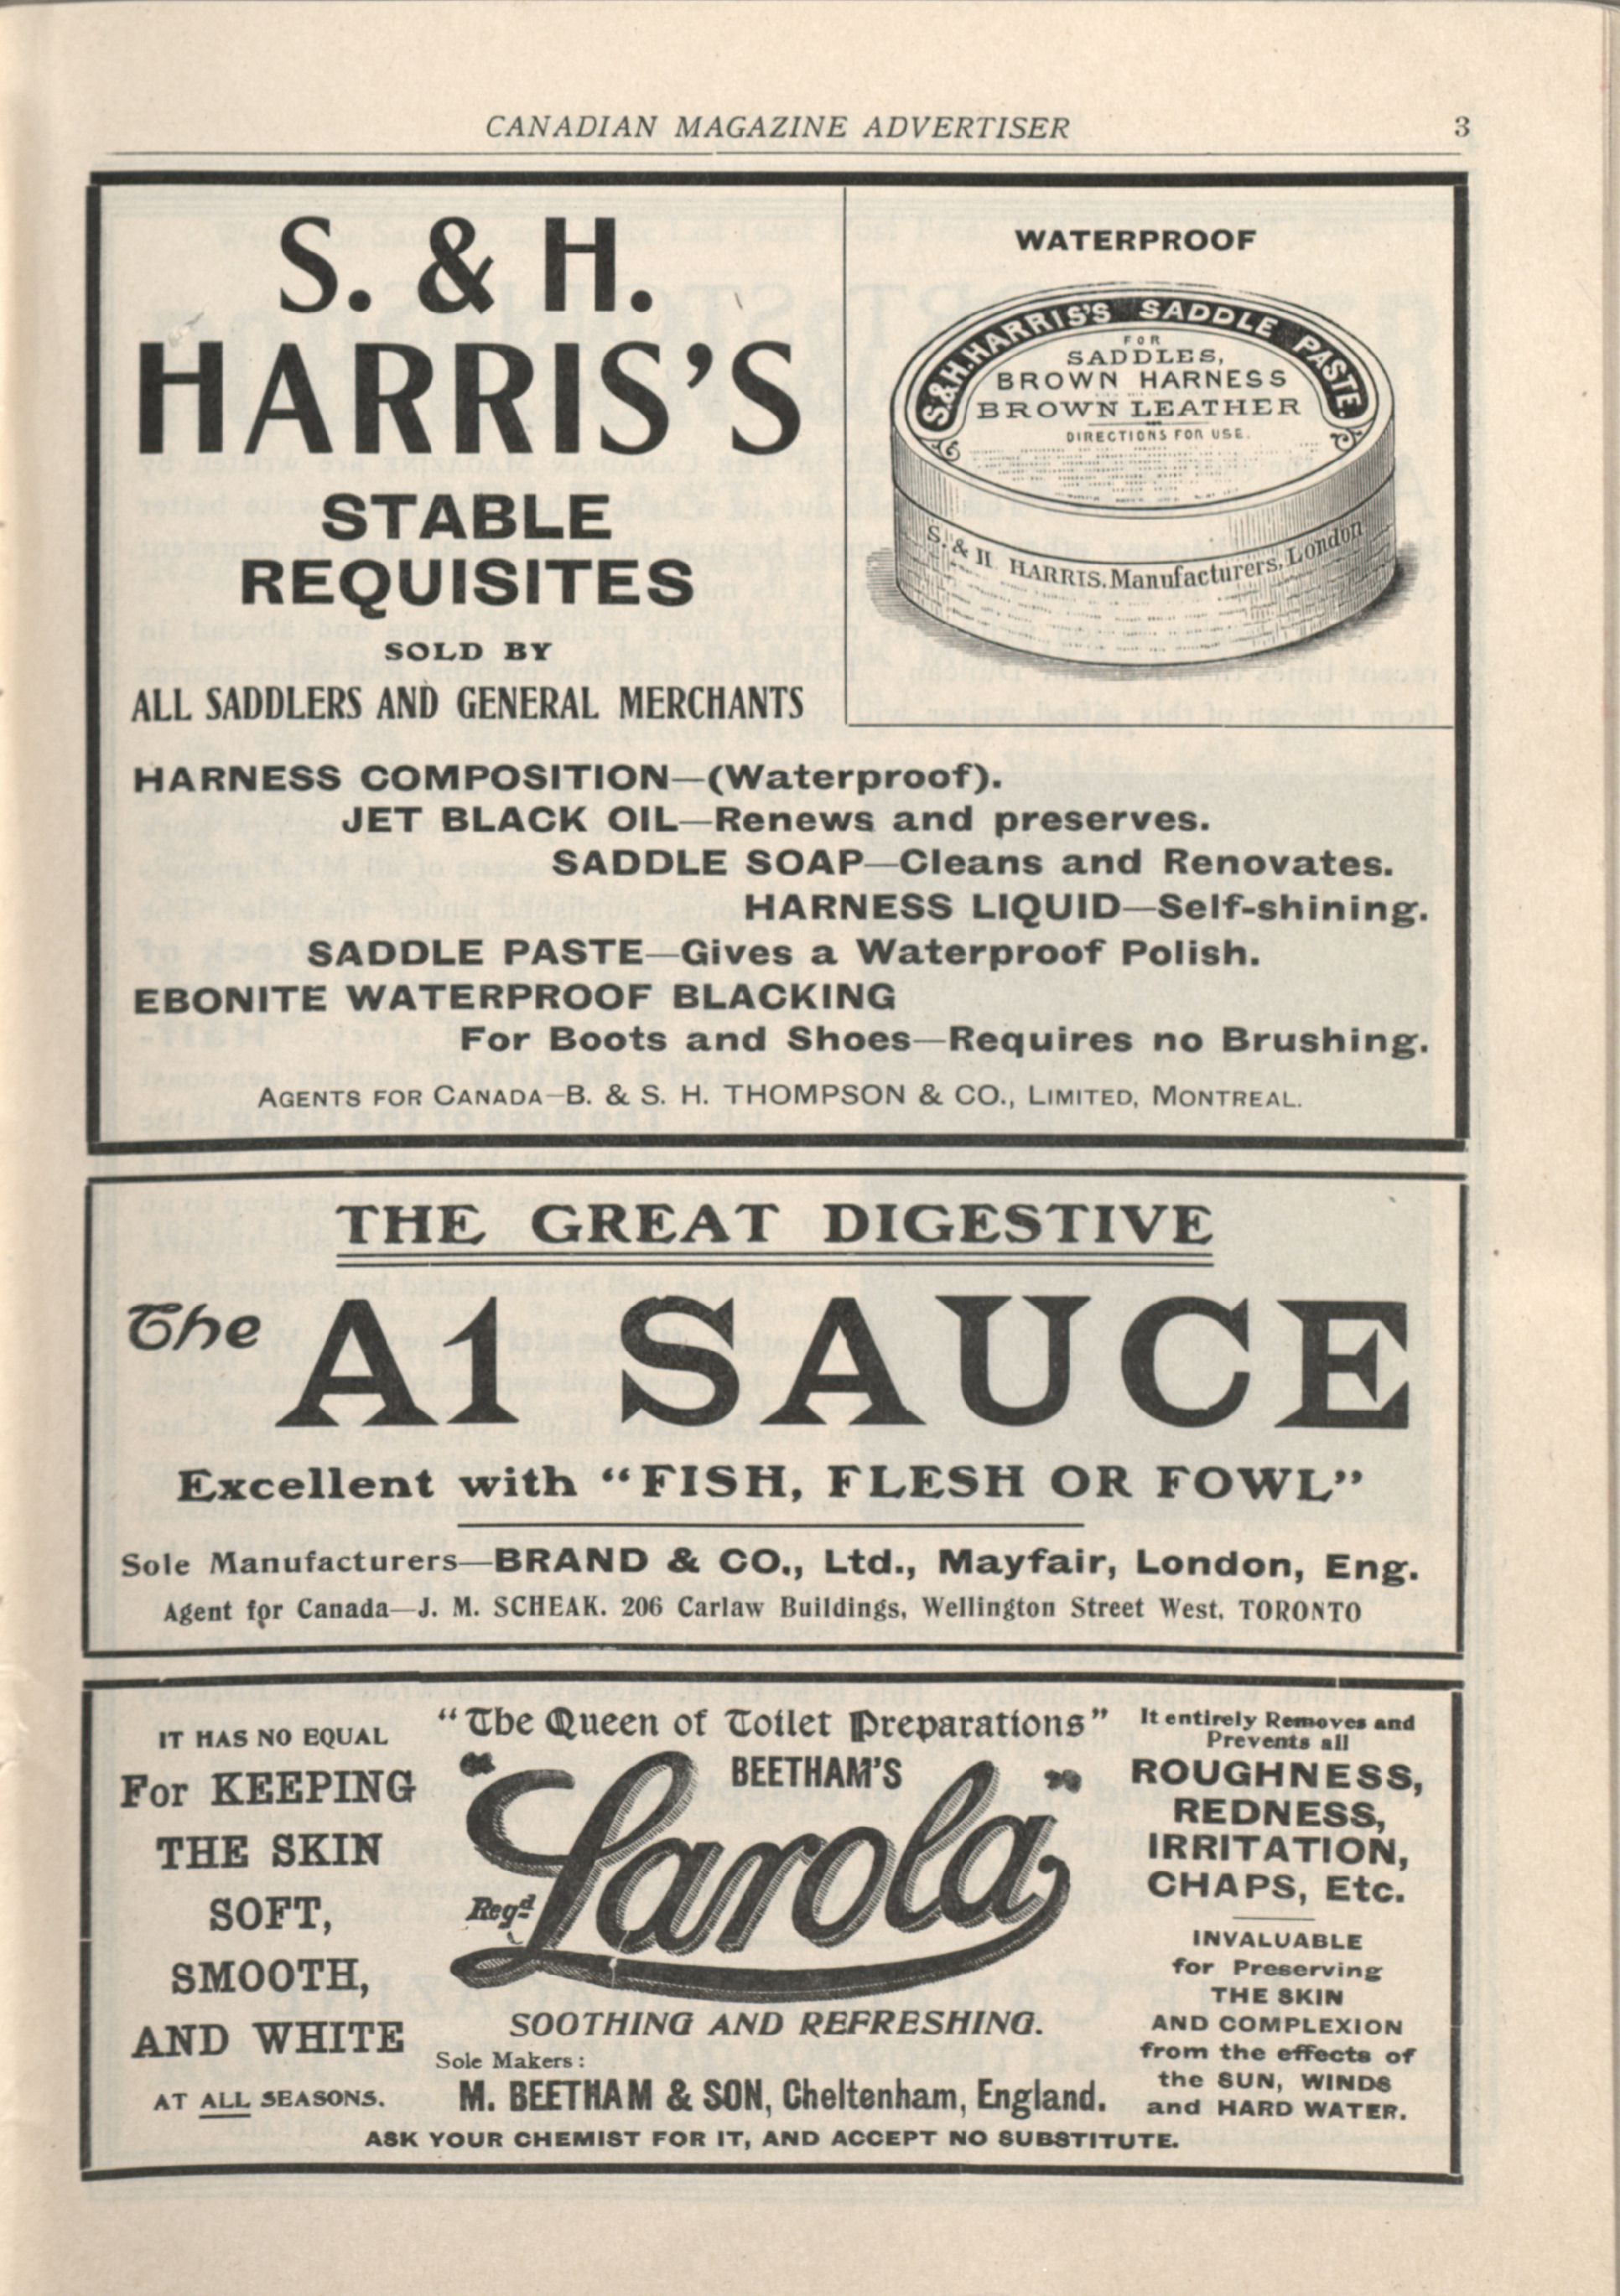 CANADIAN MAGAZINE ADVERTISER 3
S. & H.
HARRIS'S
STABLE
REQUISITES
SOLD BY
ALL SADDLERS AND GENERAL MERCHANTS
WATERPROOF
S.&H.HARRIS'S SADDLE PASTE.
FOR
SADDLES,
BROWN HARNESS
BROWN LEATHER
DIRECTIONS FOR USE.
S. & H. HARRIS. Manufacturers. London
HARNESS COMPOSITION—(Waterproof).
JET BLACK OIL—Renews and preserves.
SADDLE SOAP—Cleans and Renovates.
HARNESS LIQUID—Self-shining.
SADDLE PASTE—Gives a Waterproof Polish.
EBONITE WATERPROOF BLACKING
For Boots and Shoes—Requires no Brushing.
AGENTS FOR CANADA—B. & S. H. THOMPSON & CO., LIMITED, MONTREAL.
THE GREAT DIGESTIVE
The A1 SAUCE
Excellent with "FISH, FLESH OR FOWL"
Sole Manufacturers—BRAND & CO., Ltd., Mayfair, London, Eng.
Agent for Canada—J. M. SCHEAK. 206 Carlaw Buildings, Wellington Street West, TORONTO
IT HAS NO EQUAL
For KEEPING
THE SKIN
SOFT,
SMOOTH,
AND WHITE
AT ALL SEASONS.
"The Queen of Toilet Preparations"
BEETHAM'S
"Larola"
Regd
SOOTHING AND REFRESHING.
Sole Makers:
M. BEETHAM & SON, Cheltenham, England.
It entirely Removes and
Prevents all
ROUGHNESS,
REDNESS,
IRRITATION,
CHAPS, Etc.
INVALUABLE
for Preserving
THE SKIN
AND COMPLEXION
from the effects of
the SUN, WINDS
and HARD WATER.
ASK YOUR CHEMIST FOR IT, AND ACCEPT NO SUBSTITUTE.